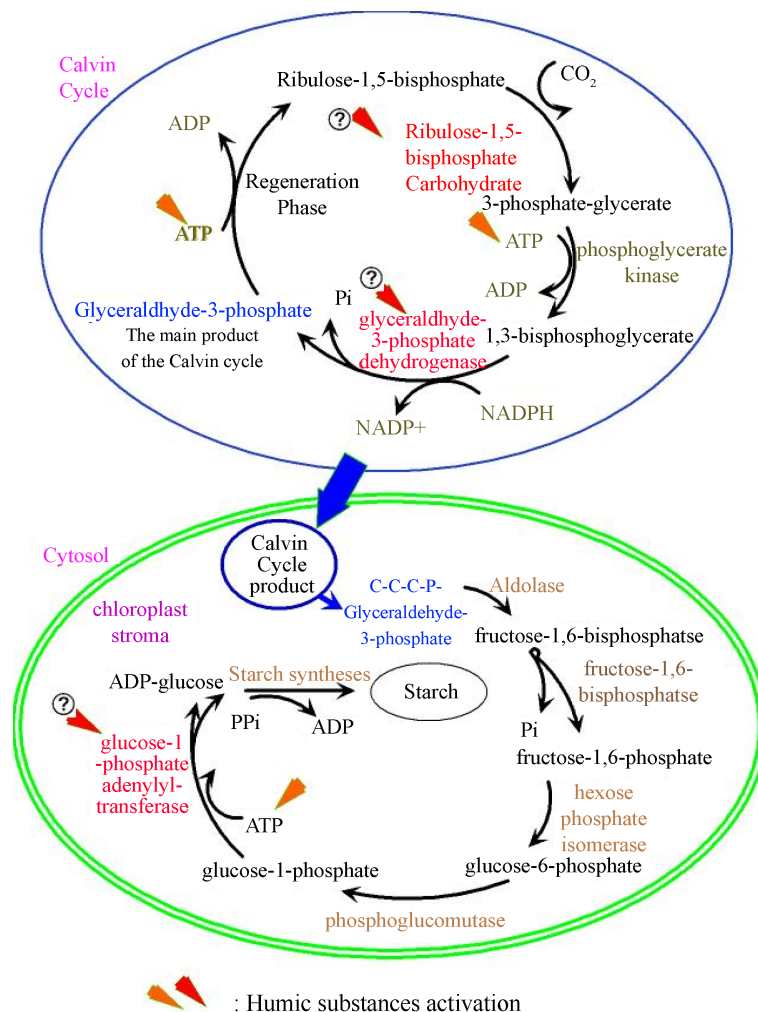 Calvin
Cycle
Ribulose-1,5-bisphosphate
CO2
ADP
?
Ribulose-1,5-
bisphosphate
Carbohydrate
Regeneration
Phase
3-phosphate-glycerate
ATP
ATP
phosphoglycerate
kinase
ADP
?
Pi
Glyceraldhyde-3-phosphate
The main product
of the Calvin cycle
glyceraldhyde-
3-phosphate
dehydrogenase
1,3-bisphosphoglycerate
NADP+
NADPH
Cytosol
Calvin
Cycle
product
chloroplast
stroma
C-C-C-P-
Glyceraldehyde-
3-phosphate
Aldolase
fructose-1,6-bisphosphatse
fructose-1,6-
bisphosphatse
ADP-glucose
Starch syntheses
Starch
PPi
ADP
Pi
fructose-1,6-phosphate
?
glucose-1
-phosphate
adenylyl-
transferase
ATP
hexose
phosphate
isomerase
glucose-1-phosphate
glucose-6-phosphate
phosphoglucomutase
: Humic substances activation